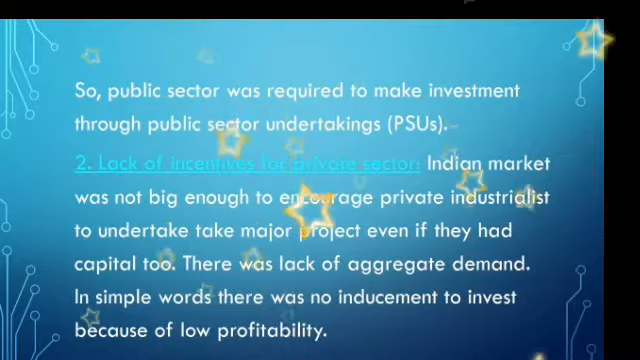 So, public sector was required to make investment
through public sector undertakings (PSUs).
2. Lack of incentives for private sector: Indian market
was not big enough to encourage private industrialist
to undertake take major project even if they had
capital too. There was lack of aggregate demand.
In simple words there was no inducement to invest
because of low profitability.